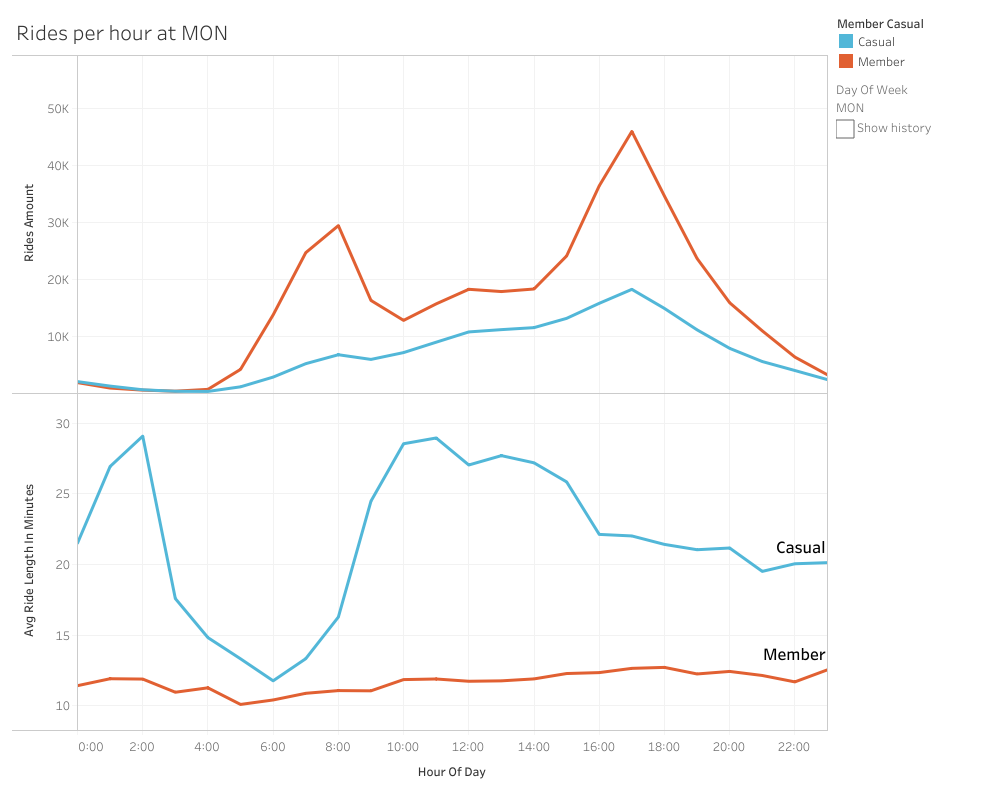 Rides per hour at MON
Member Casual
Casual
Member
Day Of Week
MON
Show history
Rides Amount
50K
40K
30K
20K
10K
Avg Ride Length In Minutes
30
25
20
15
10
Casual
Member
0:00 2:00 4:00 6:00 8:00 10:00 12:00 14:00 16:00 18:00 20:00 22:00
Hour Of Day